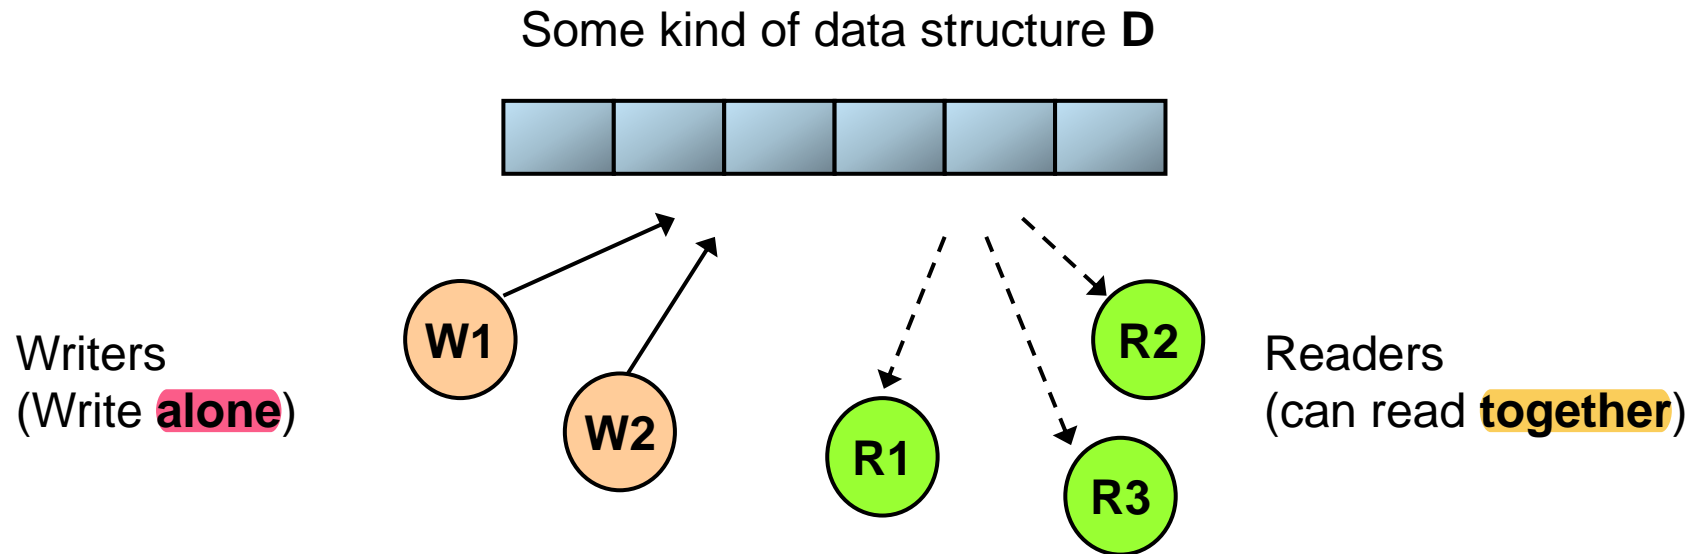 Some kind of data structure D
W1
W2
R1
R2
R3
Writers
(Write alone)
Readers
(can read together)